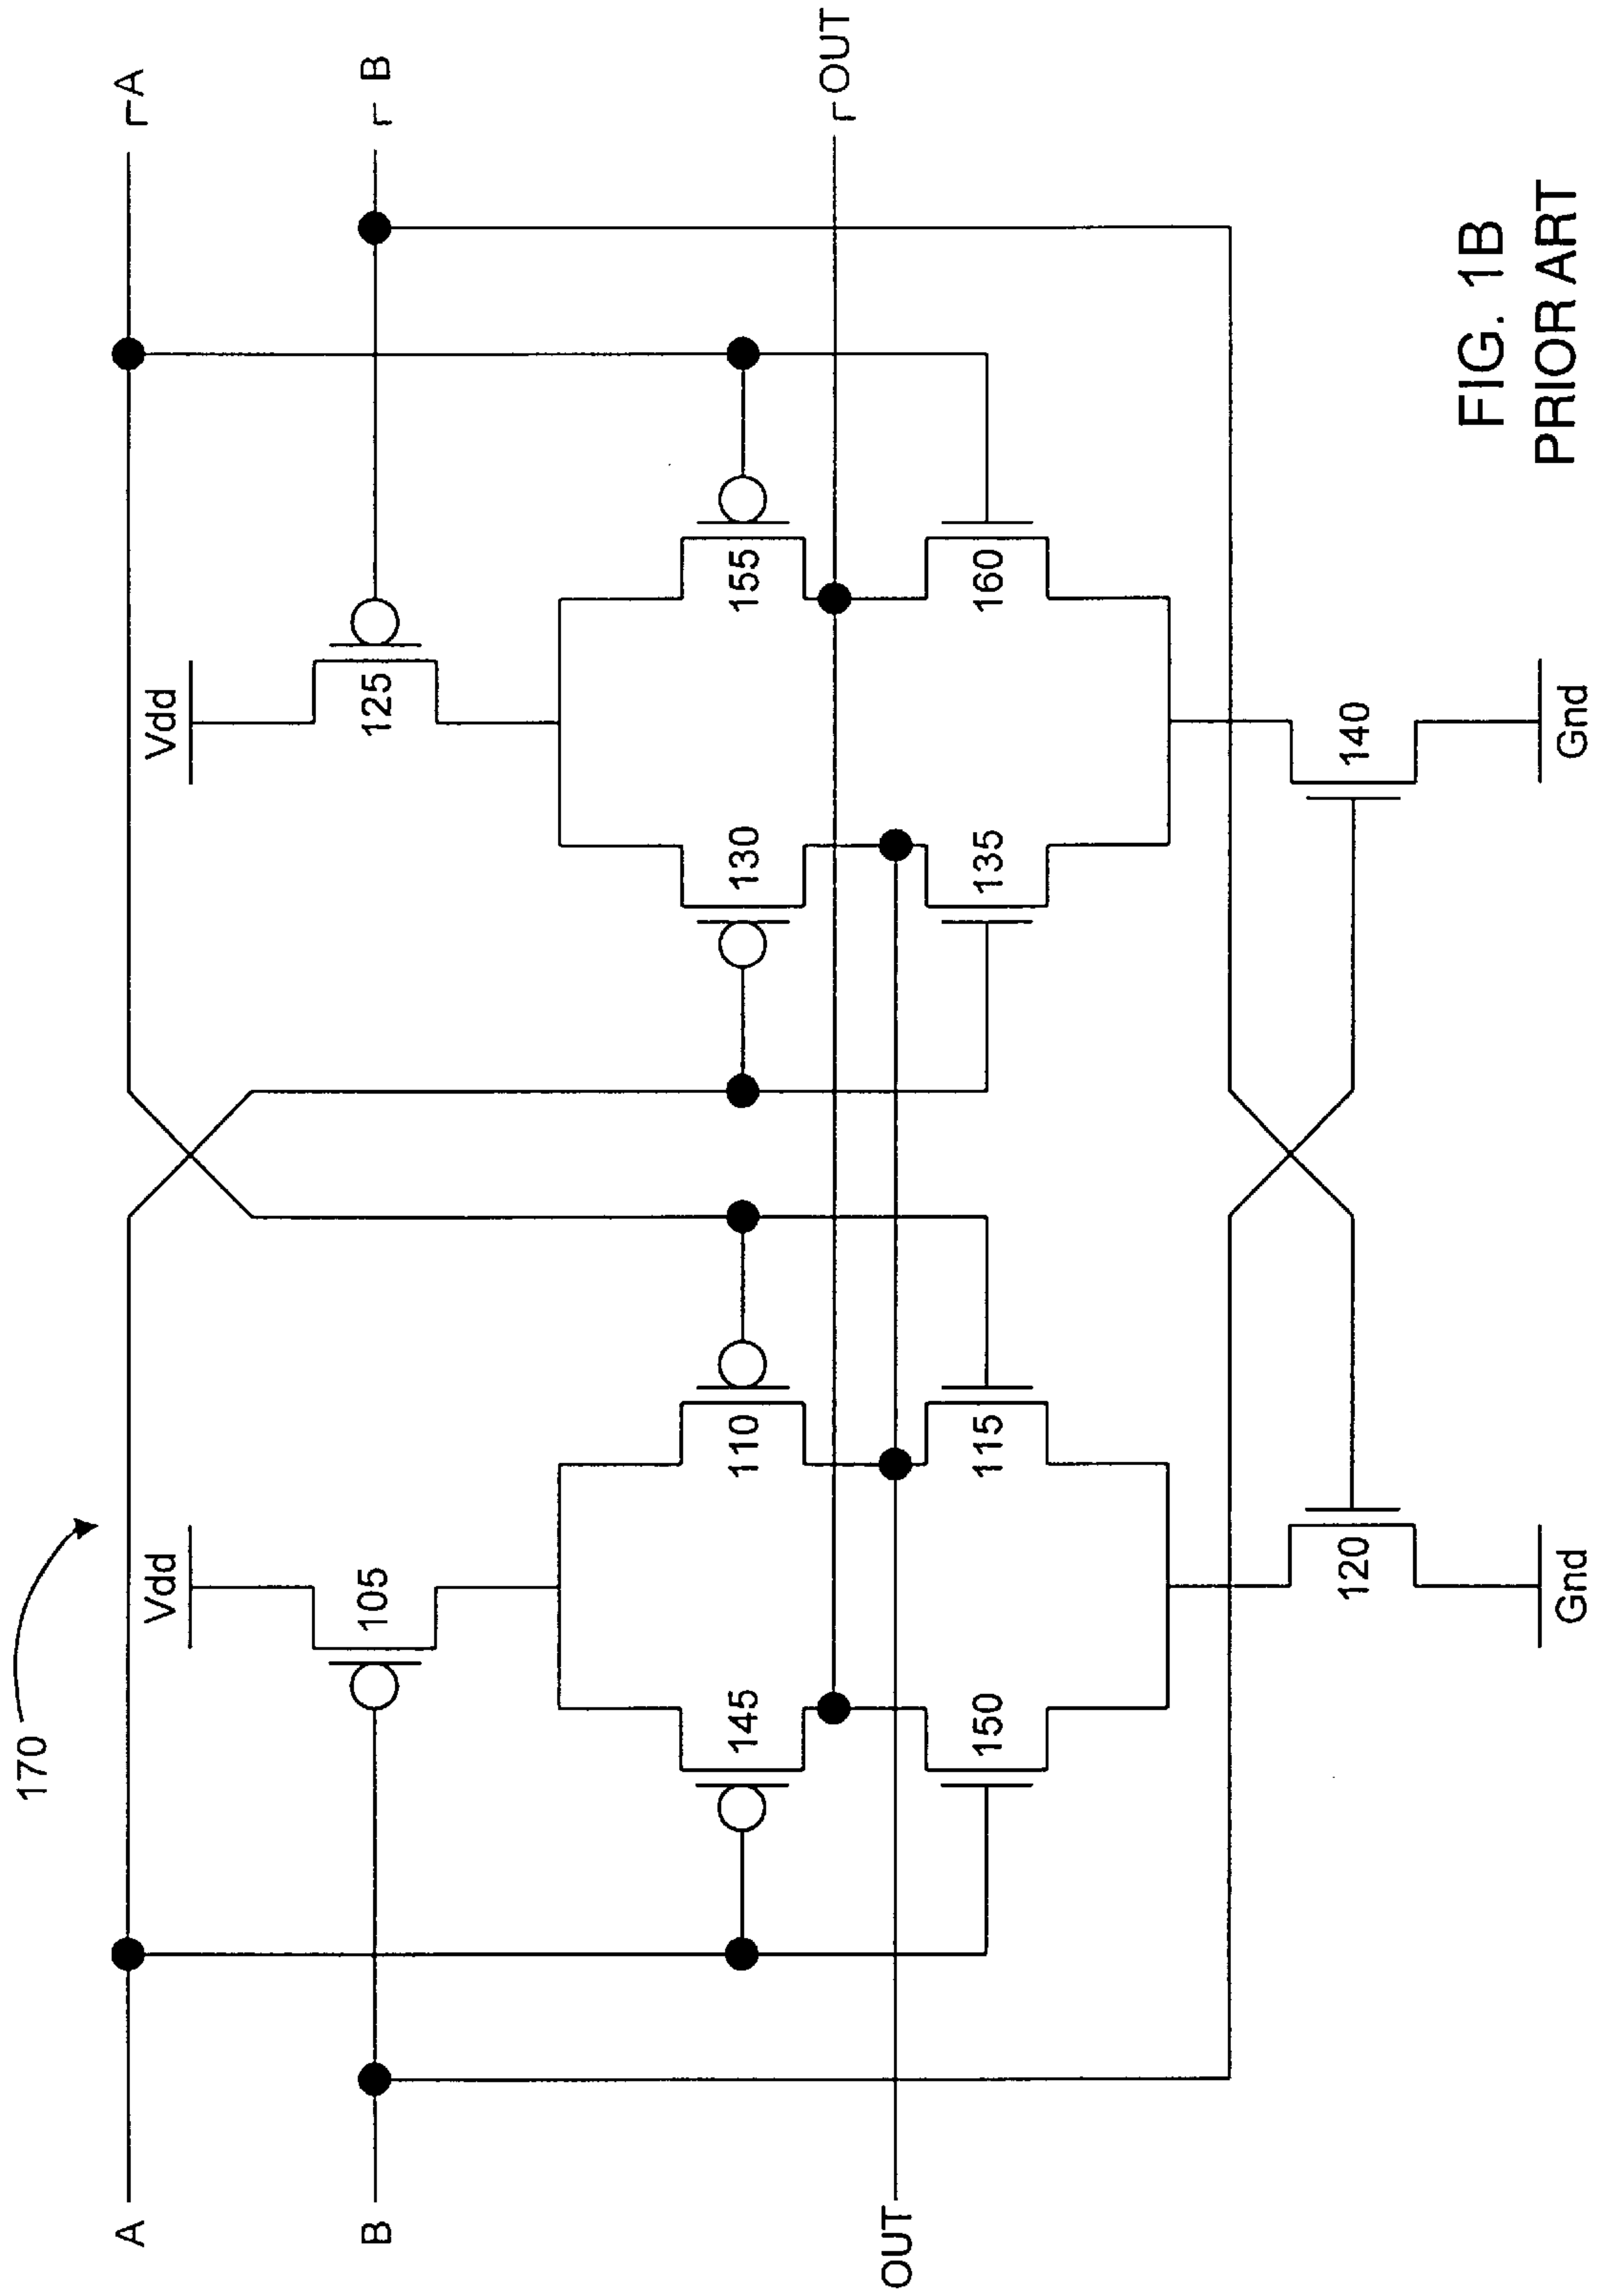 170
A
⌐A
Vdd
Vdd
B
105
125
⌐B
145
110
130
155
⌐OUT
OUT
150
115
135
160
120
140
Gnd
Gnd
FIG. 1B
PRIOR ART